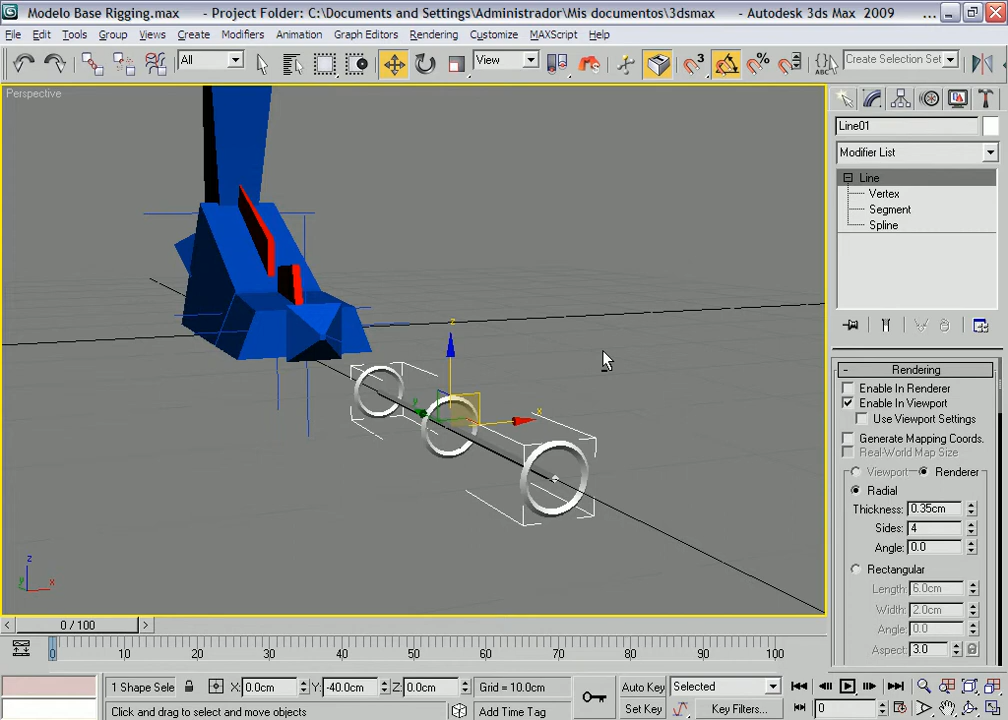 Modelo Base Rigging.max - Project Folder: C:\Documents and Settings\Administrador\Mis documentos\3dsmax - Autodesk 3ds Max 2009 ...
File Edit Tools Group Views Create Modifiers Animation Graph Editors Rendering Customize MAXScript Help
All View 3 ABC Create Selection Set
Perspective
Line01
Modifier List
Line
Vertex
Segment
Spline
z
y x
z
y x
- Rendering
Enable In Renderer
Enable In Viewport
Use Viewport Settings
Generate Mapping Coords.
Real-World Map Size
Viewport Renderer
Radial
Thickness: 0.35cm
Sides: 4
Angle: 0.0
Rectangular
Length: 6.0cm
Width: 2.0cm
Angle: 0.0
Aspect: 3.0
< 0 / 100 >
0 10 20 30 40 50 60 70 80 90 100
1 Shape Sele X: 0.0cm Y: -40.0cm Z: 0.0cm Grid = 10.0cm Auto Key Selected
Click and drag to select and move objects Add Time Tag Set Key Key Filters... 0